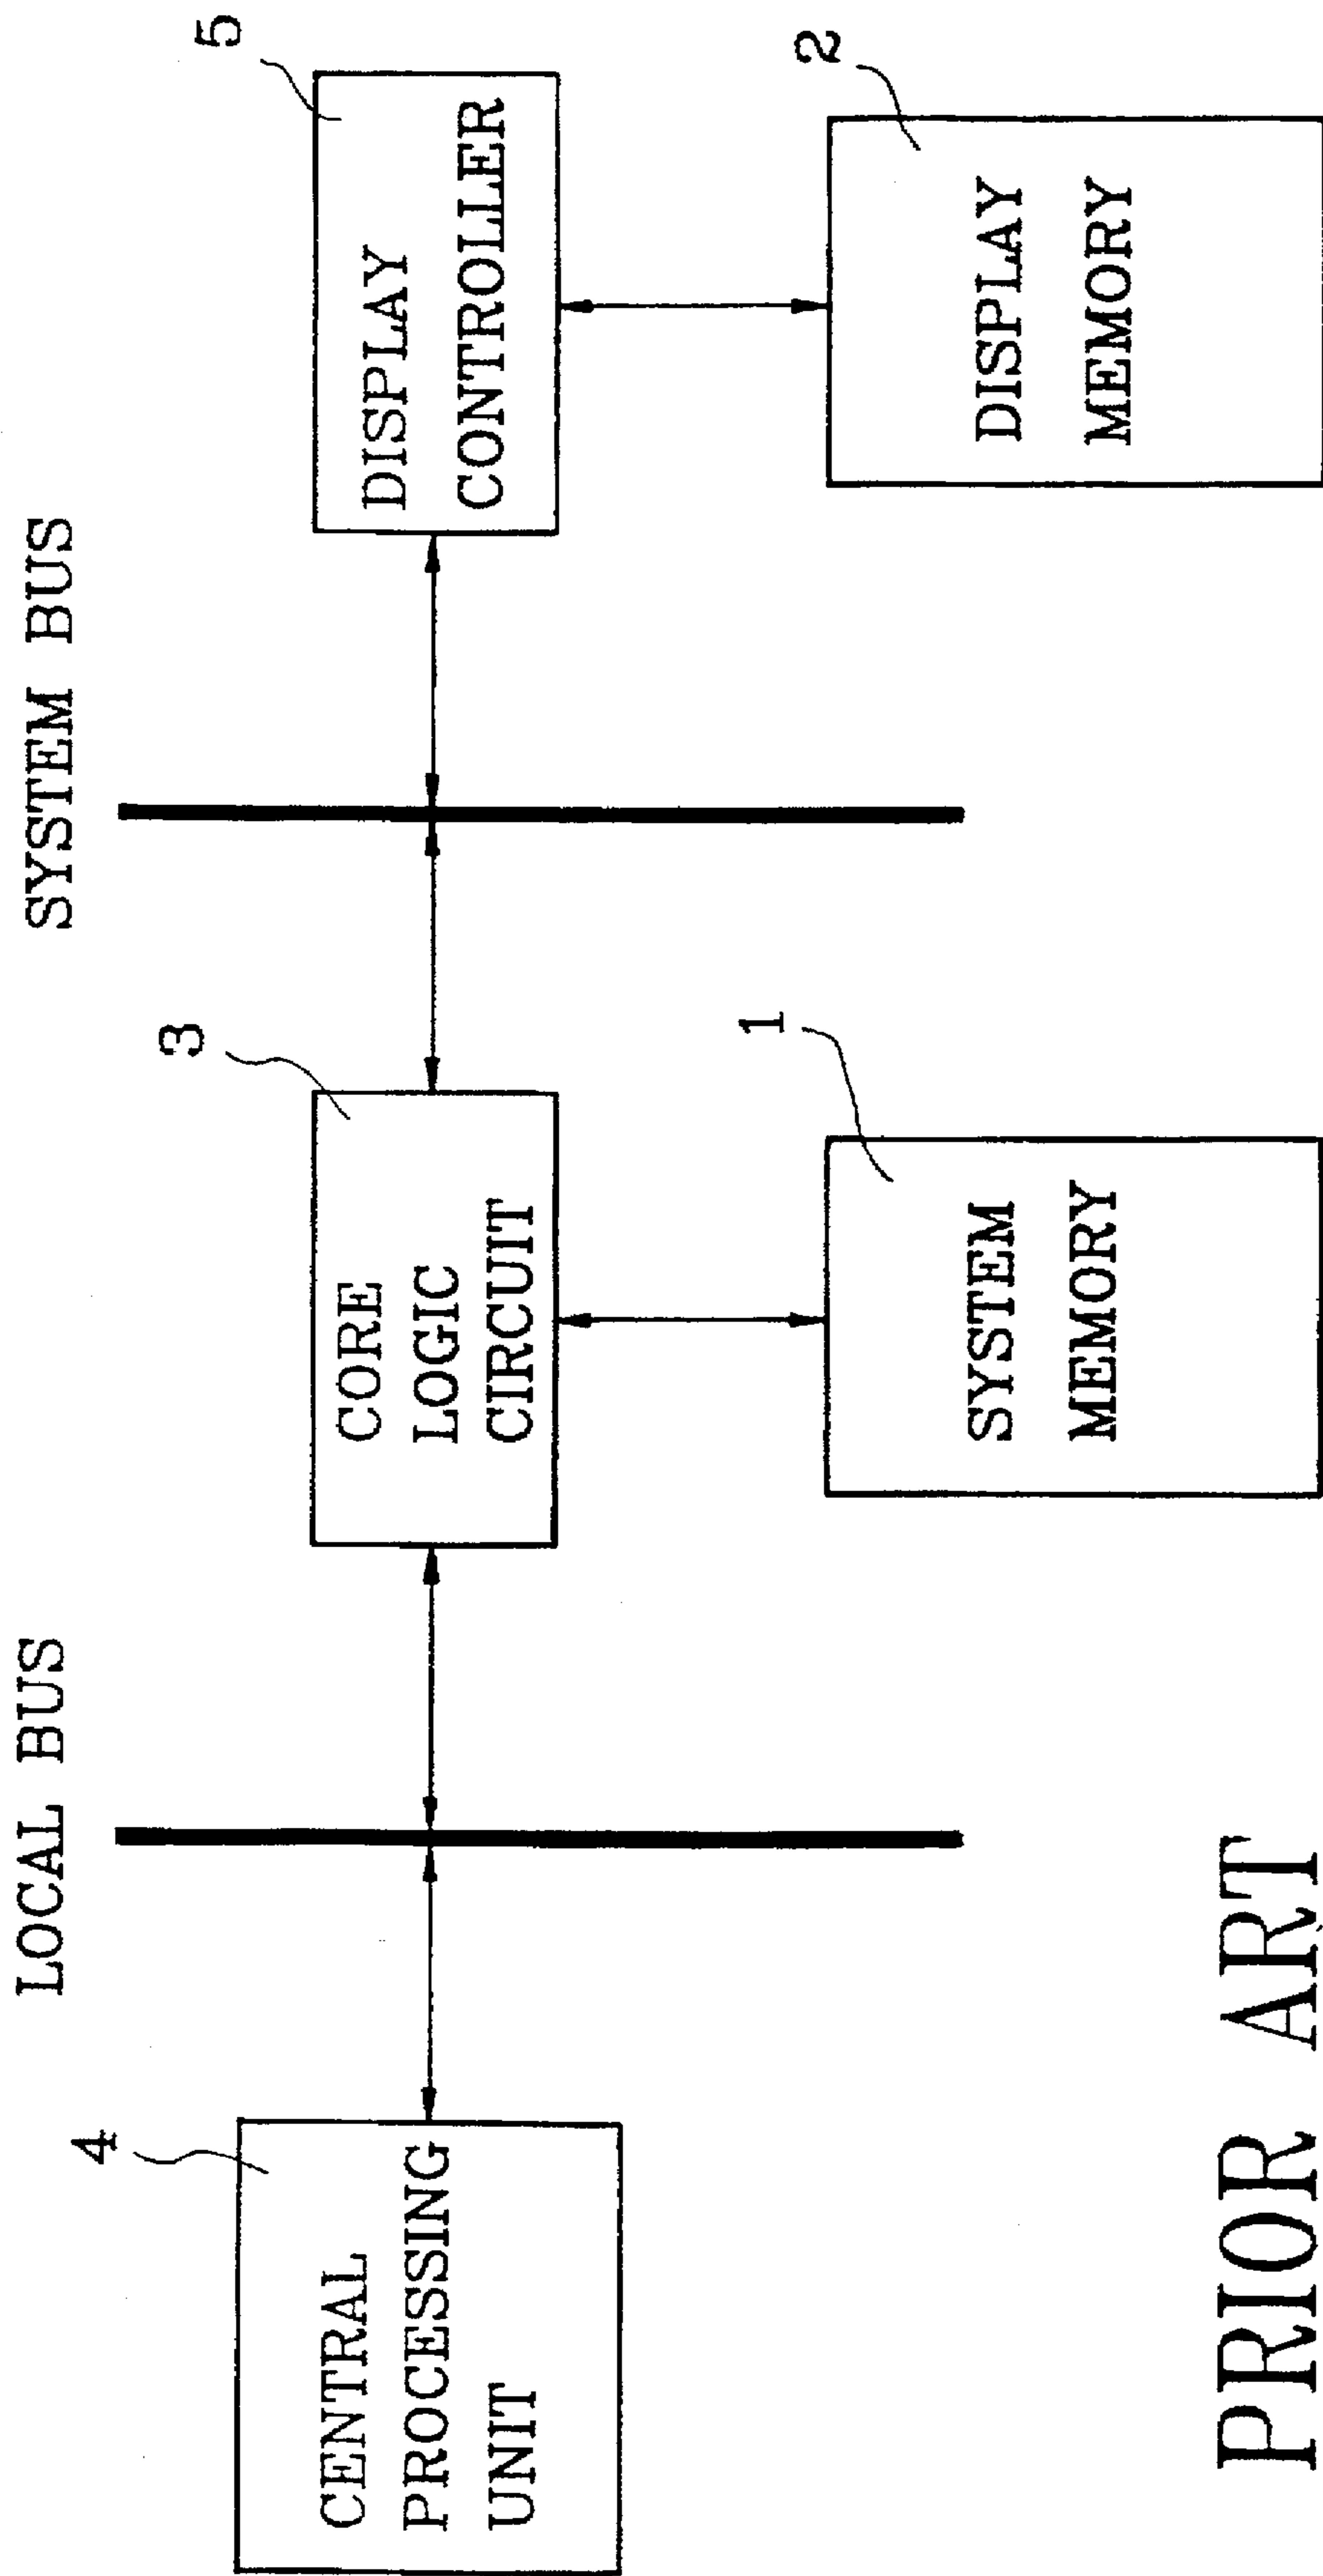 LOCAL BUS
SYSTEM BUS
4
CENTRAL
PROCESSING
UNIT
3
CORE
LOGIC
CIRCUIT
5
DISPLAY
CONTROLLER
1
SYSTEM
MEMORY
2
DISPLAY
MEMORY
PRIOR ART